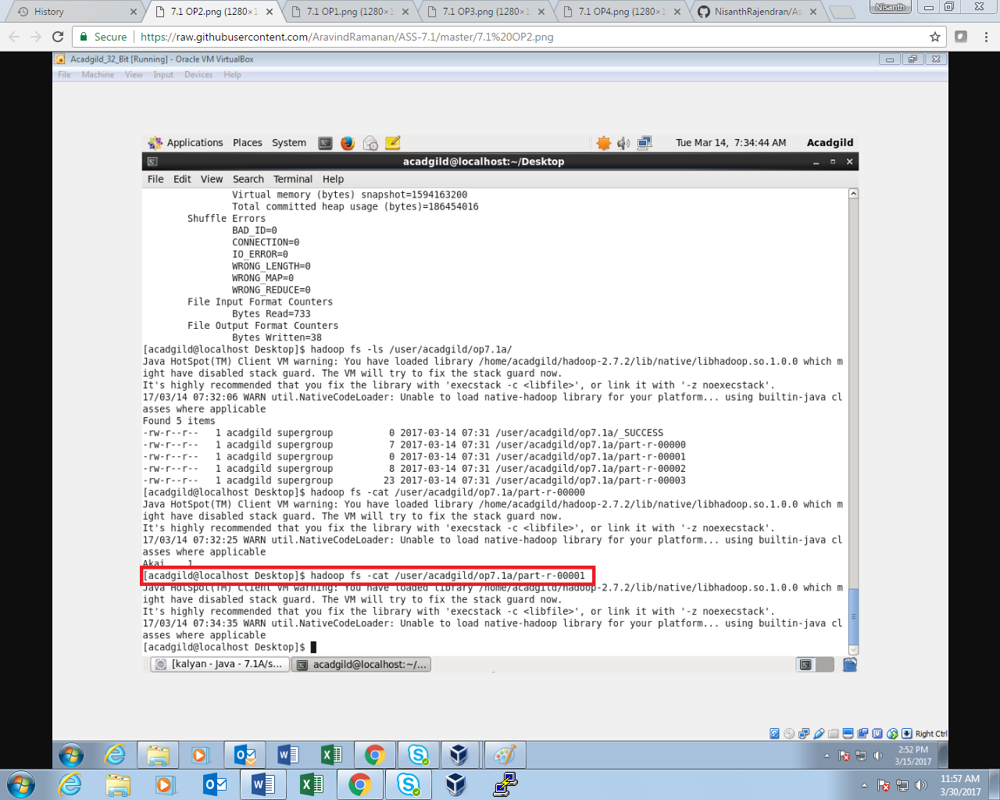 History
7.1 OP2.png (1280×1
7.1 OP1.png (1280×
7.1 OP3.png (1280×1
7.1 OP4.png (1280×1
NisanthRajendran/As
Nisanth
Secure
https://raw.githubusercontent.com/AravindRamanan/ASS-7.1/master/7.1%20OP2.png
Acadgild_32_Bit [Running] - Oracle VM VirtualBox
File Machine View Input Devices Help
Applications Places System
Tue Mar 14, 7:34:44 AM Acadgild
acadgild@localhost:~/Desktop
File Edit View Search Terminal Help
Virtual memory (bytes) snapshot=1594163200
Total committed heap usage (bytes)=186454016
Shuffle Errors
BAD_ID=0
CONNECTION=0
IO_ERROR=0
WRONG_LENGTH=0
WRONG_MAP=0
WRONG_REDUCE=0
File Input Format Counters
Bytes Read=733
File Output Format Counters
Bytes Written=38
[acadgild@localhost Desktop]$ hadoop fs -ls /user/acadgild/op7.1a/
Java HotSpot(TM) Client VM warning: You have loaded library /home/acadgild/hadoop-2.7.2/lib/native/libhadoop.so.1.0.0 which m
ight have disabled stack guard. The VM will try to fix the stack guard now.
It's highly recommended that you fix the library with 'execstack -c <libfile>', or link it with '-z noexecstack'.
17/03/14 07:32:06 WARN util.NativeCodeLoader: Unable to load native-hadoop library for your platform... using builtin-java cl
asses where applicable
Found 5 items
-rw-r--r-- 1 acadgild supergroup 0 2017-03-14 07:31 /user/acadgild/op7.1a/_SUCCESS
-rw-r--r-- 1 acadgild supergroup 7 2017-03-14 07:31 /user/acadgild/op7.1a/part-r-00000
-rw-r--r-- 1 acadgild supergroup 0 2017-03-14 07:31 /user/acadgild/op7.1a/part-r-00001
-rw-r--r-- 1 acadgild supergroup 8 2017-03-14 07:31 /user/acadgild/op7.1a/part-r-00002
-rw-r--r-- 1 acadgild supergroup 23 2017-03-14 07:31 /user/acadgild/op7.1a/part-r-00003
[acadgild@localhost Desktop]$ hadoop fs -cat /user/acadgild/op7.1a/part-r-00000
Java HotSpot(TM) Client VM warning: You have loaded library /home/acadgild/hadoop-2.7.2/lib/native/libhadoop.so.1.0.0 which m
ight have disabled stack guard. The VM will try to fix the stack guard now.
It's highly recommended that you fix the library with 'execstack -c <libfile>', or link it with '-z noexecstack'.
17/03/14 07:32:25 WARN util.NativeCodeLoader: Unable to load native-hadoop library for your platform... using builtin-java cl
asses where applicable
Akai 1
[acadgild@localhost Desktop]$ hadoop fs -cat /user/acadgild/op7.1a/part-r-00001
Java HotSpot(TM) Client VM warning: You have loaded library /home/acadgild/hadoop-2.7.2/lib/native/libhadoop.so.1.0.0 which m
ight have disabled stack guard. The VM will try to fix the stack guard now.
It's highly recommended that you fix the library with 'execstack -c <libfile>', or link it with '-z noexecstack'.
17/03/14 07:34:35 WARN util.NativeCodeLoader: Unable to load native-hadoop library for your platform... using builtin-java cl
asses where applicable
[acadgild@localhost Desktop]$
[kalyan - Java - 7.1A/s...
acadgild@localhost:~/...
Right Ctrl
2:52 PM
3/15/2017
11:57 AM
3/30/2017